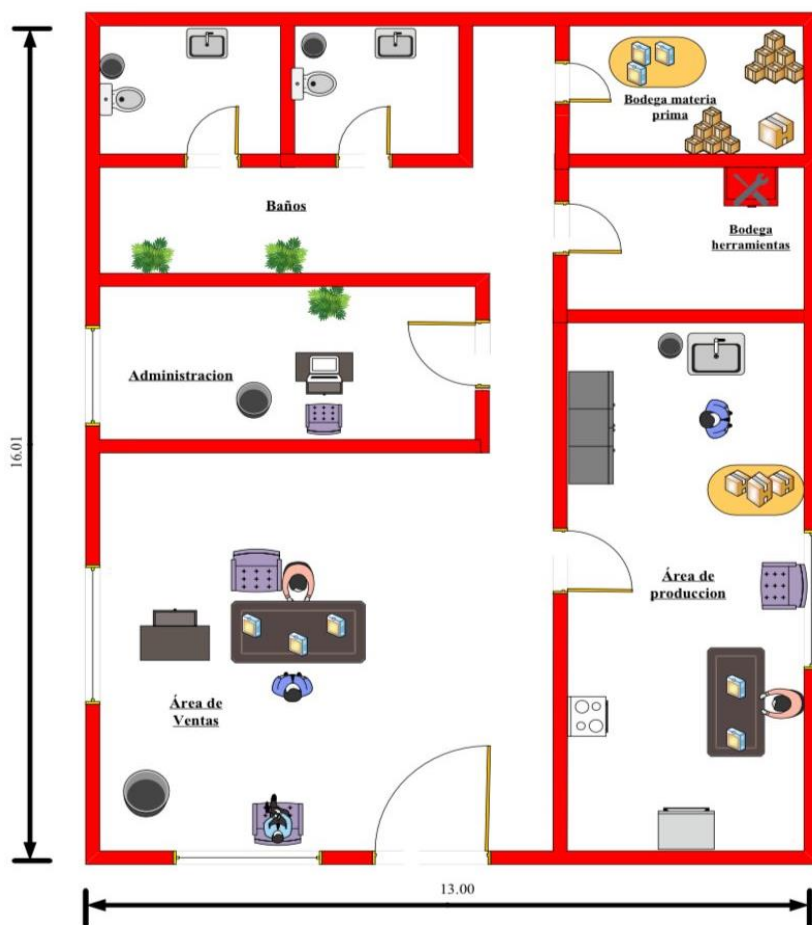 Bodega materia
prima
Baños
Bodega
herramientas
Administracion
16.01
Área de
produccion
Área de
Ventas
13.00